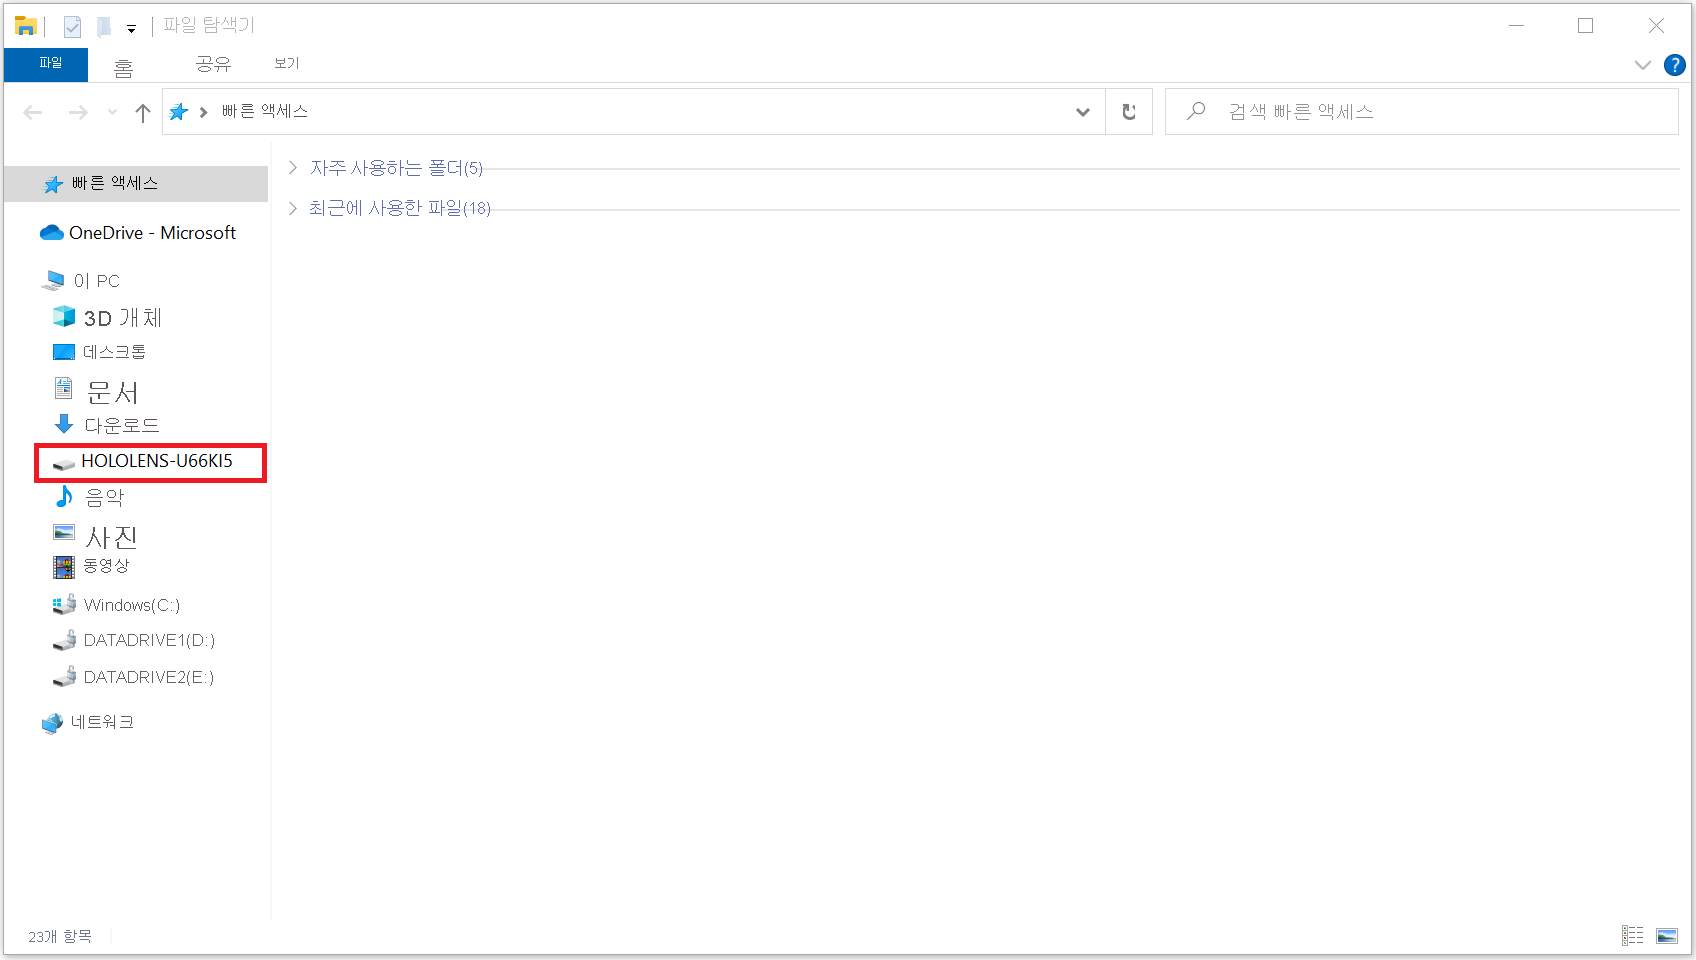 파일 탐색기
파일 홈 공유 보기
빠른 액세스
검색 빠른 액세스
빠른 액세스
OneDrive - Microsoft
이 PC
3D 개체
데스크톱
문서
다운로드
HOLOLENS-U66KI5
음악
사진
동영상
Windows(C:)
DATADRIVE1(D:)
DATADRIVE2(E:)
네트워크
자주 사용하는 폴더(5)
최근에 사용한 파일(18)
23개 항목